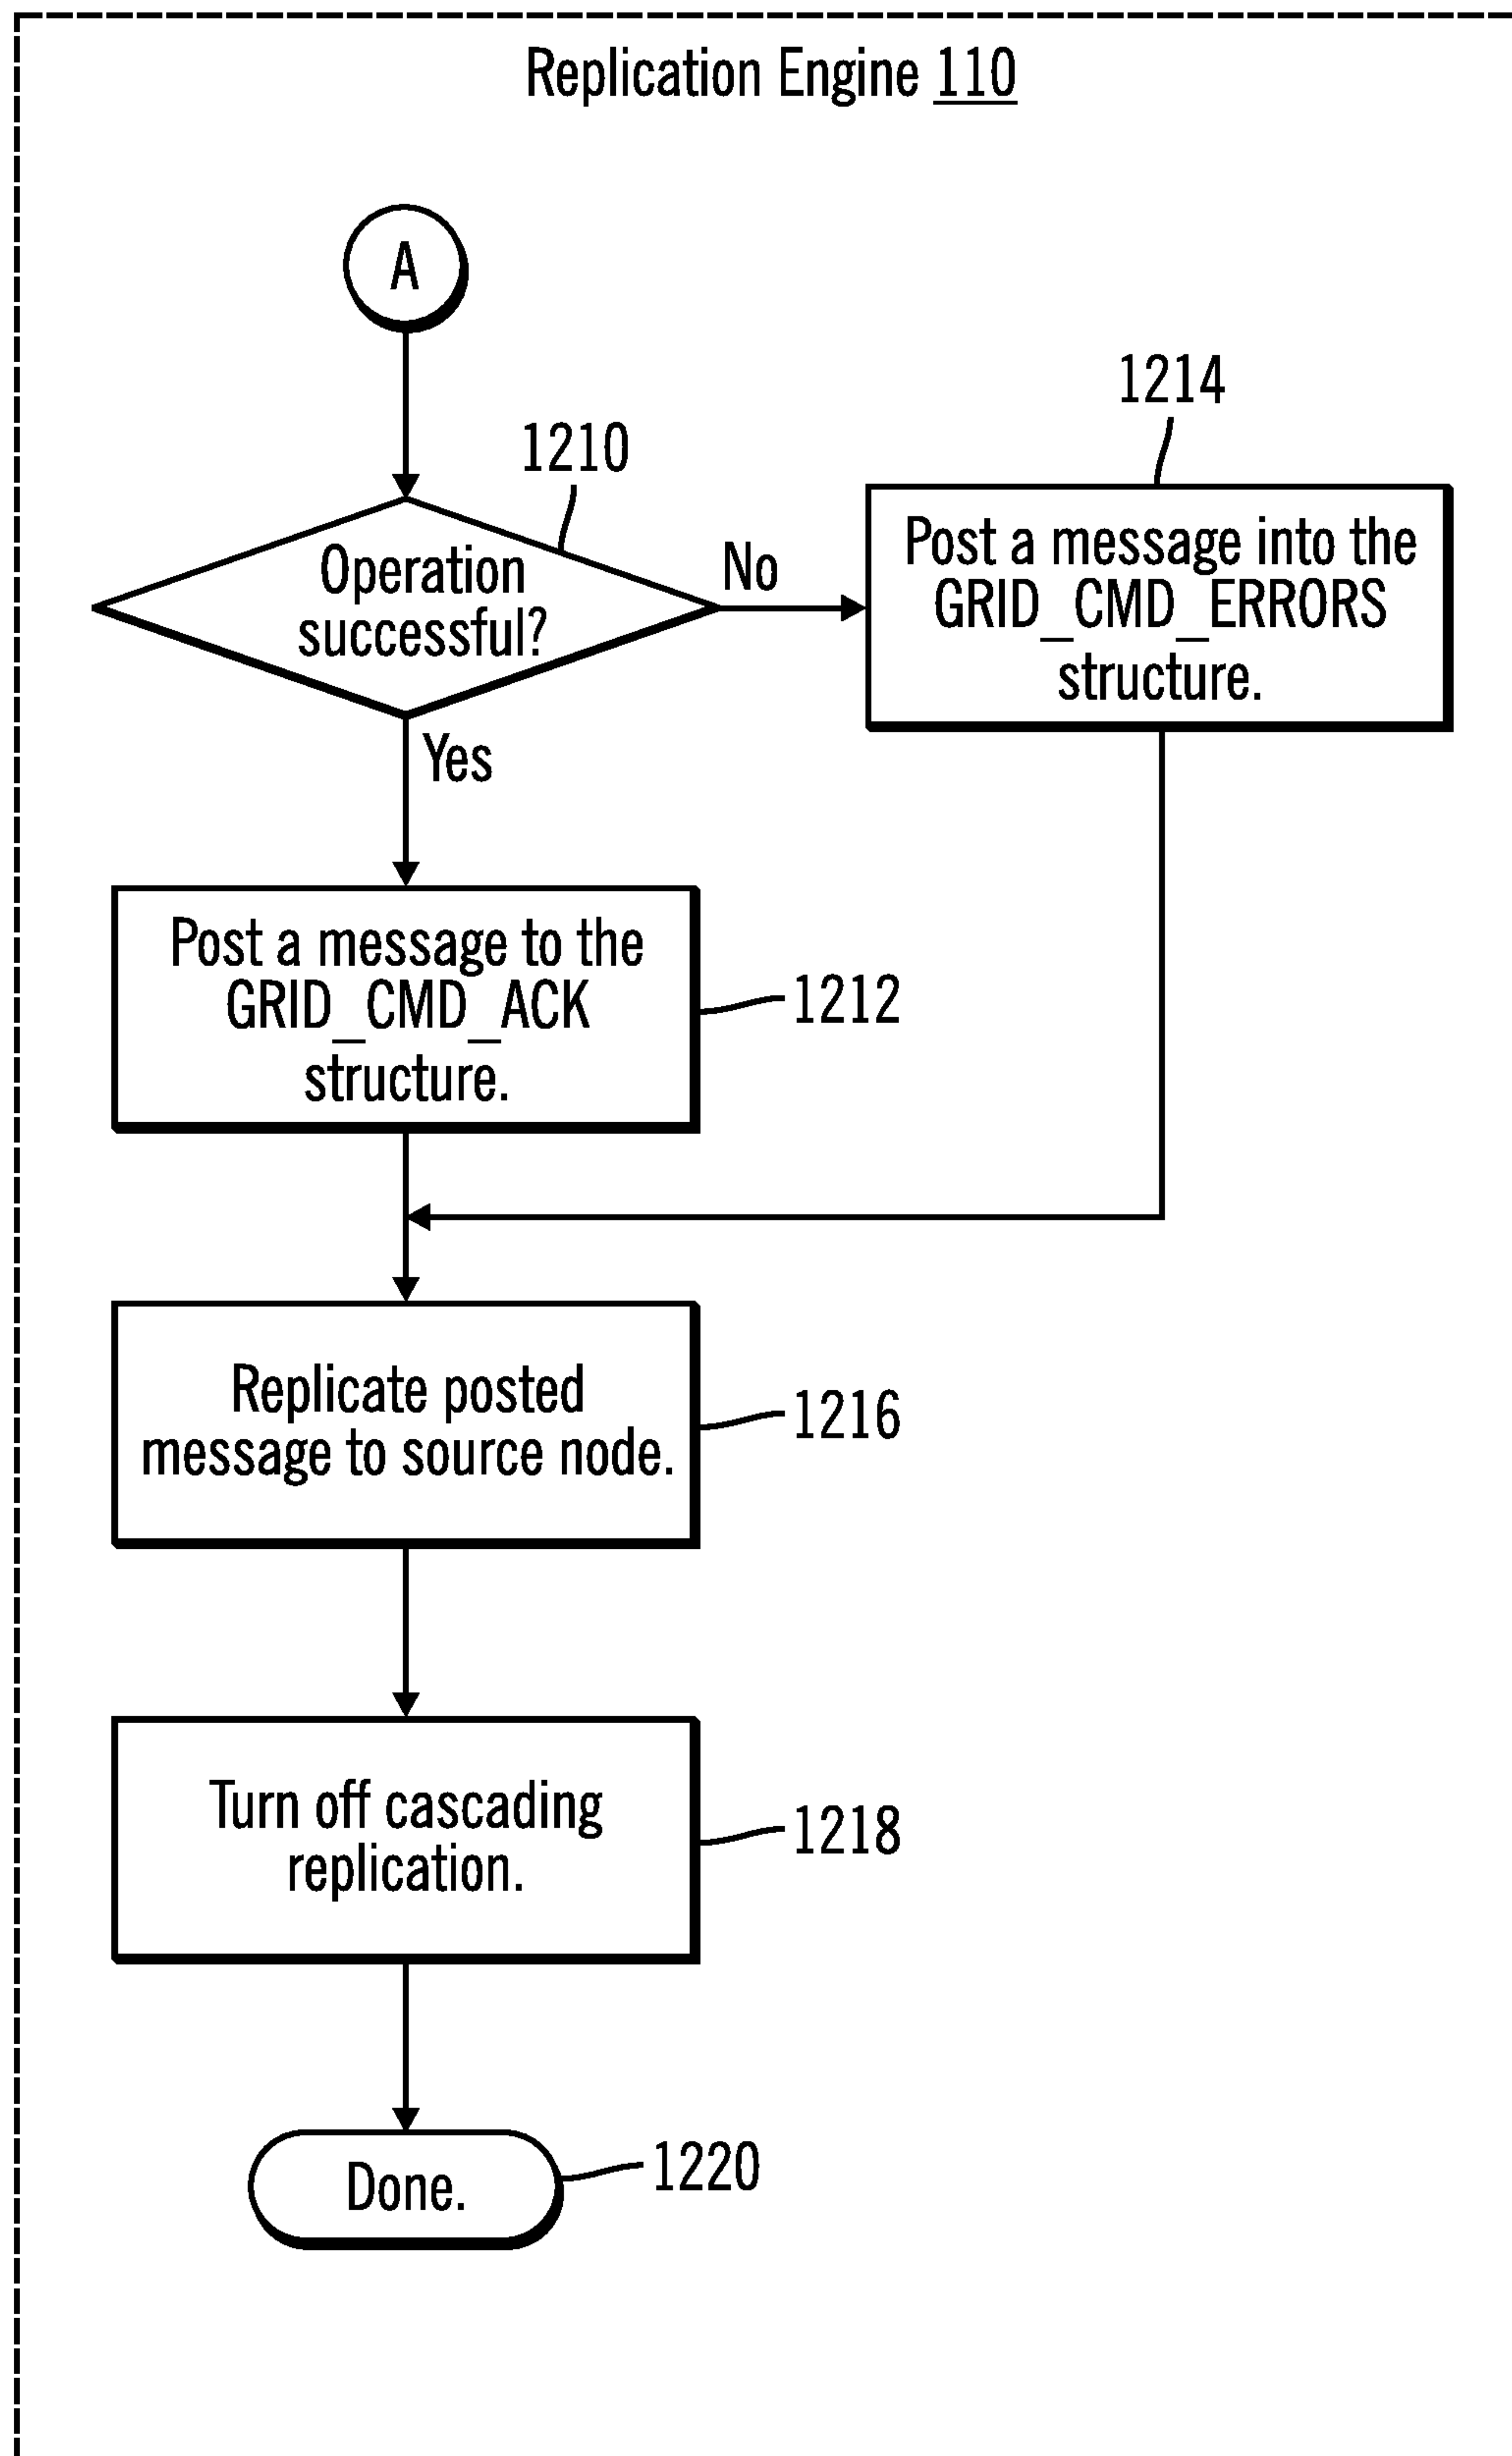 Replication Engine 110
A
1210
Operation
successful?
No
1214
Post a message into the
GRID_CMD_ERRORS
structure.
Yes
Post a message to the
GRID_CMD_ACK
structure.
1212
Replicate posted
message to source node.
1216
Turn off cascading
replication.
1218
Done.
1220